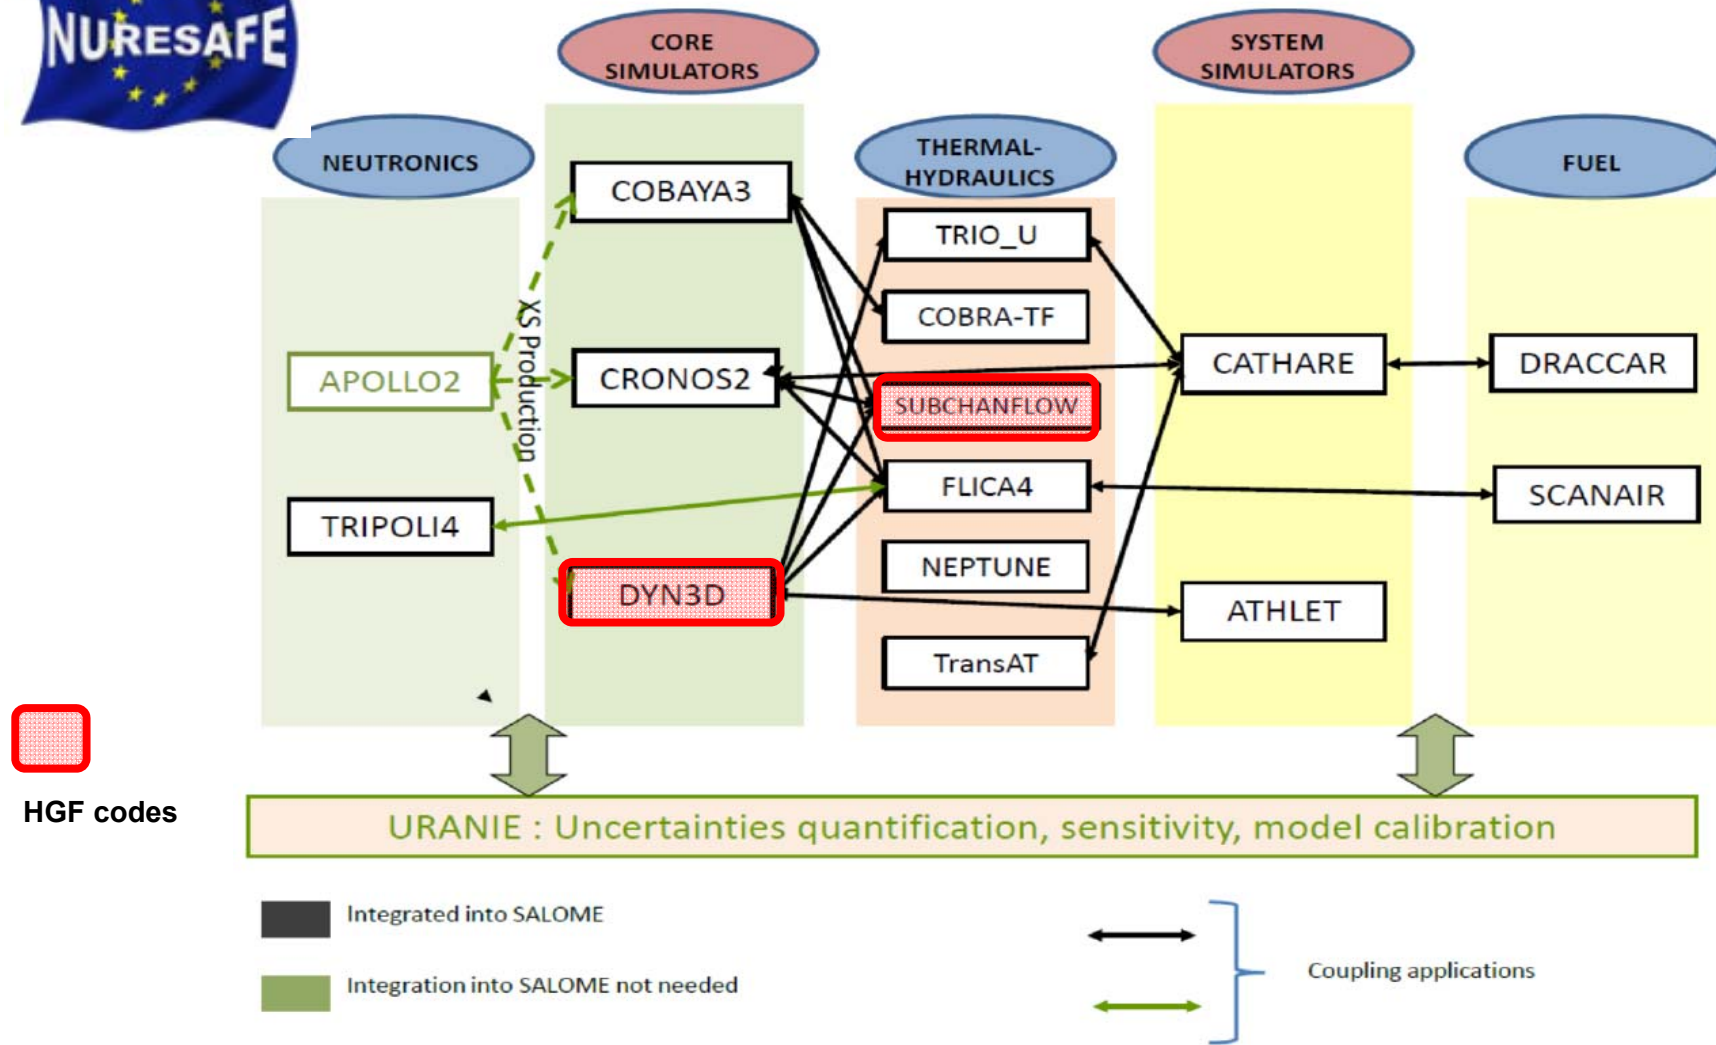 NURESAFE
CORE
SIMULATORS
SYSTEM
SIMULATORS
NEUTRONICS
THERMAL-
HYDRAULICS
FUEL
COBAYA3
TRIO_U
COBRA-TF
XS Production
APOLLO2
CRONOS2
SUBCHANFLOW
CATHARE
DRACCAR
TRIPOLI4
FLICA4
SCANAIR
DYN3D
NEPTUNE
ATHLET
TransAT
HGF codes
URANIE : Uncertainties quantification, sensitivity, model calibration
Integrated into SALOME
Integration into SALOME not needed
Coupling applications